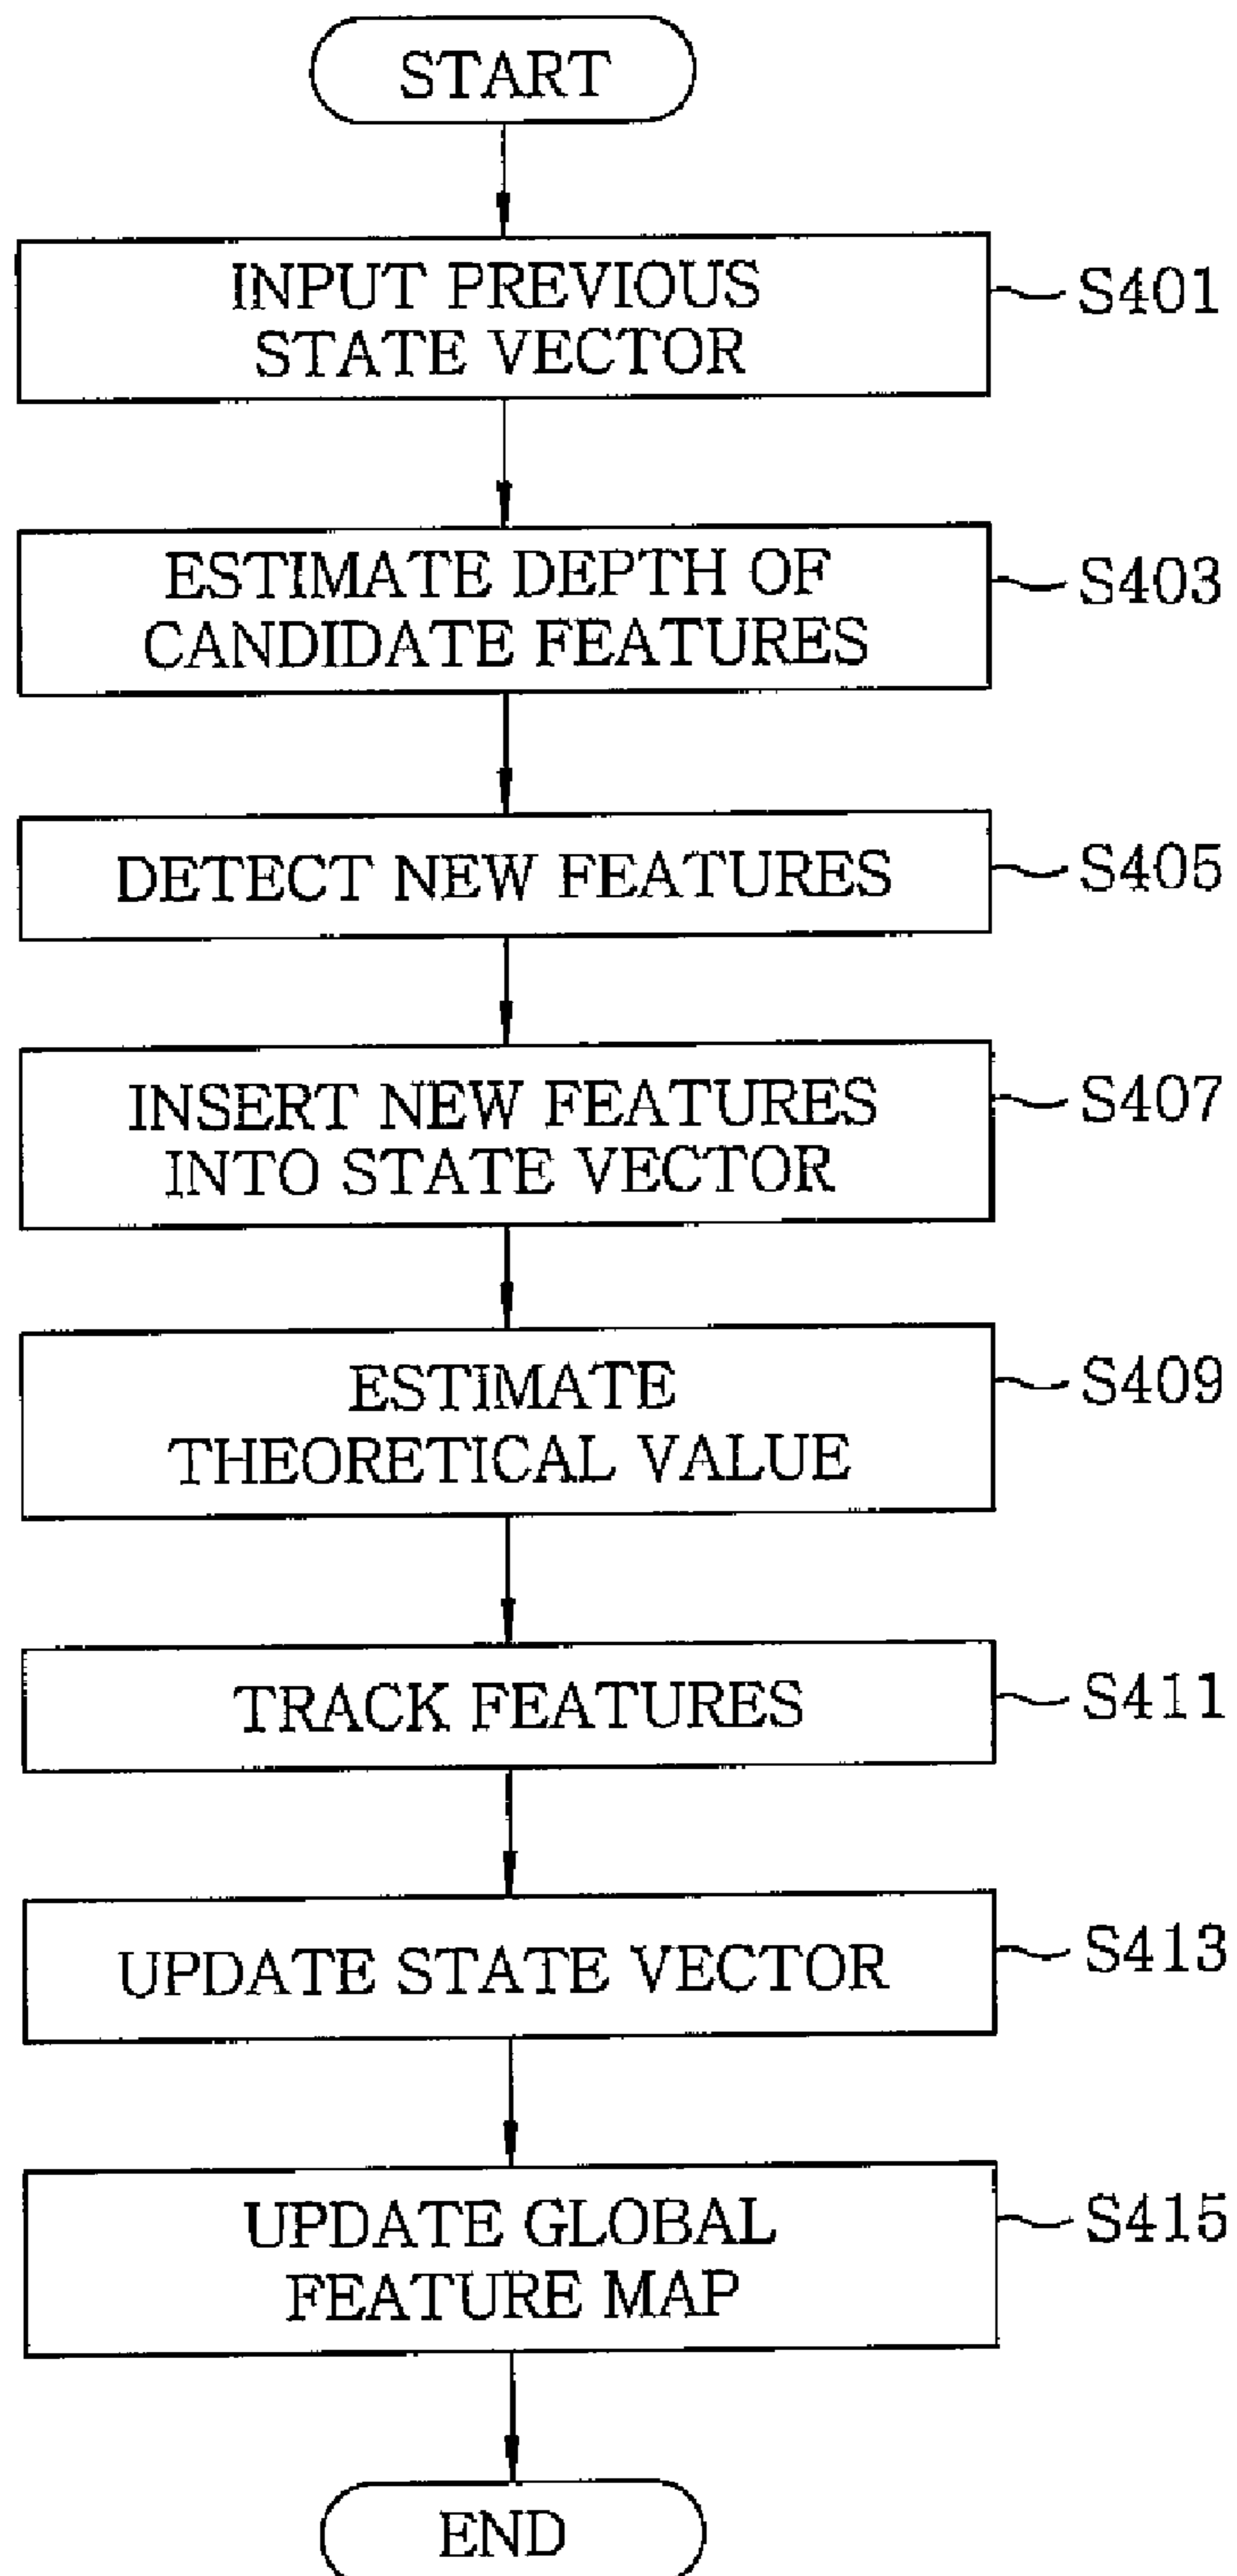 START
INPUT PREVIOUS
STATE VECTOR
S401
ESTIMATE DEPTH OF
CANDIDATE FEATURES
S403
DETECT NEW FEATURES
S405
INSERT NEW FEATURES
INTO STATE VECTOR
S407
ESTIMATE
THEORETICAL VALUE
S409
TRACK FEATURES
S411
UPDATE STATE VECTOR
S413
UPDATE GLOBAL
FEATURE MAP
S415
END